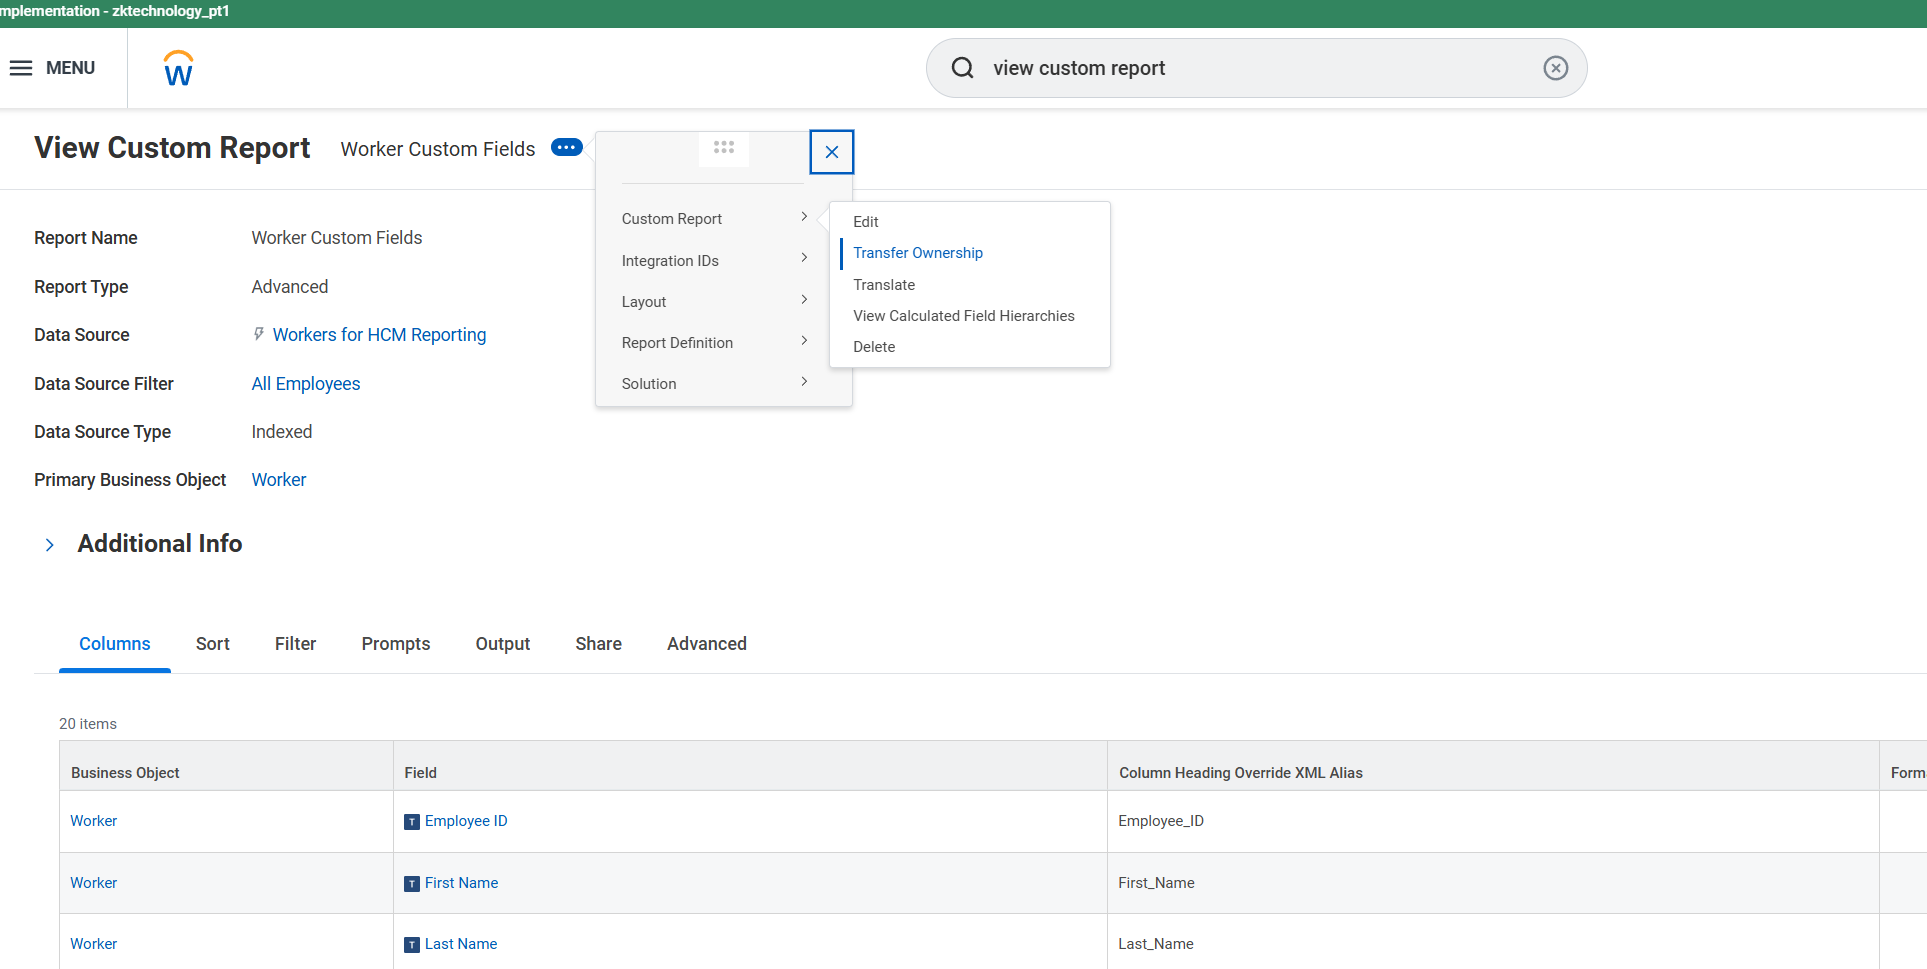 mplementation - zktechnology_pt1
MENU
view custom report
View Custom Report
Worker Custom Fields
Custom Report
Integration IDs
Layout
Report Definition
Solution
Edit
Transfer Ownership
Translate
View Calculated Field Hierarchies
Delete
Report Name Worker Custom Fields
Report Type Advanced
Data Source Workers for HCM Reporting
Data Source Filter All Employees
Data Source Type Indexed
Primary Business Object Worker
Additional Info
Columns Sort Filter Prompts Output Share Advanced
20 items
Business Object Field Column Heading Override XML Alias Form
Worker T Employee ID Employee_ID
Worker T First Name First_Name
Worker T Last Name Last_Name